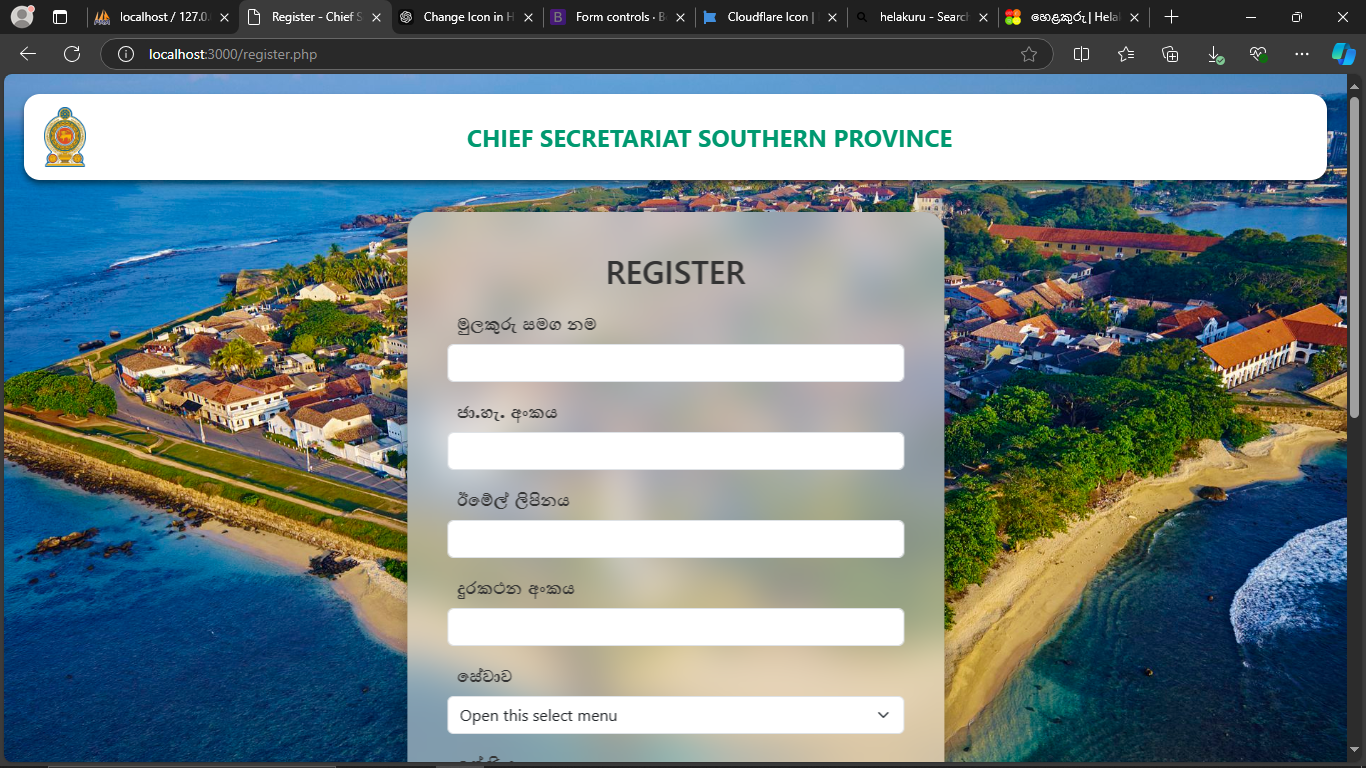 localhost / 127.0.
Register - Chief S
Change Icon in H
B
Form controls · B
Cloudflare Icon |
helakuru - Search
හෙළකුරු | Hela
localhost:3000/register.php
CHIEF SECRETARIAT SOUTHERN PROVINCE
REGISTER
මුලකුරු සමග නම
ජා.හැ. අංකය
ඊමේල් ලිපිනය
දුරකථන අංකය
සේවාව
Open this select menu